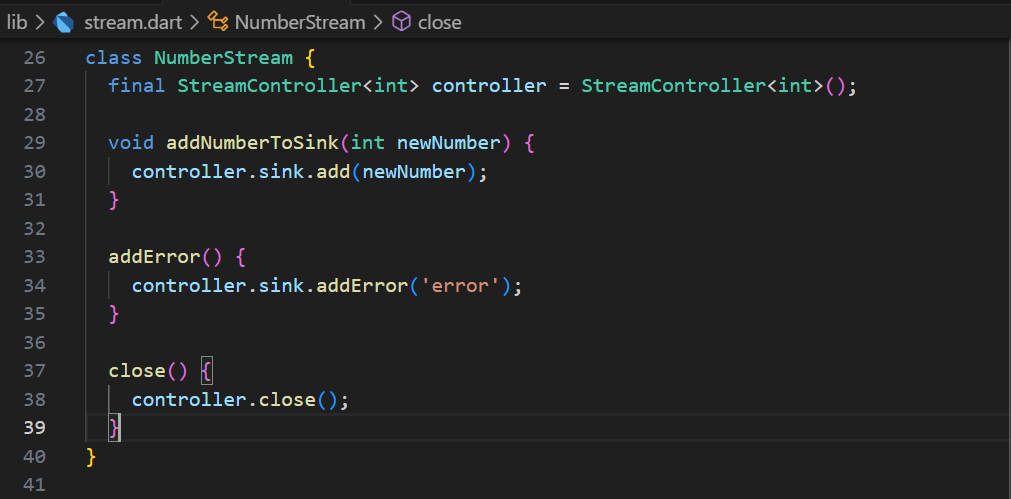 lib > stream.dart > NumberStream > close
26 class NumberStream {
27   final StreamController<int> controller = StreamController<int>();
28
29   void addNumberToSink(int newNumber) {
30     controller.sink.add(newNumber);
31   }
32
33   addError() {
34     controller.sink.addError('error');
35   }
36
37   close() {
38     controller.close();
39   }
40 }
41